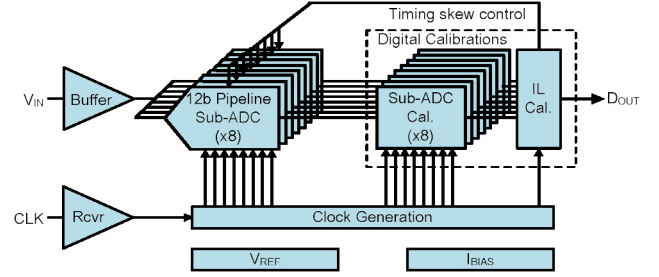 Timing skew control
Digital Calibrations
VIN
Buffer
12b Pipeline
Sub-ADC
(x8)
Sub-ADC
Cal.
(x8)
IL
Cal.
DOUT
CLK
Rcvr
Clock Generation
VREF
IBIAS